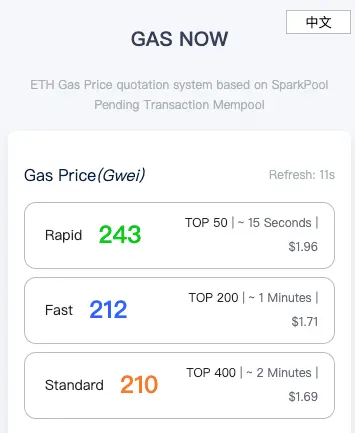 中文
GAS NOW
ETH Gas Price quotation system based on SparkPool
Pending Transaction Mempool
Gas Price(Gwei)
Refresh: 11s
Rapid 243 TOP 50 | ~ 15 Seconds |
$1.96
Fast 212 TOP 200 | ~ 1 Minutes |
$1.71
Standard 210 TOP 400 | ~ 2 Minutes |
$1.69